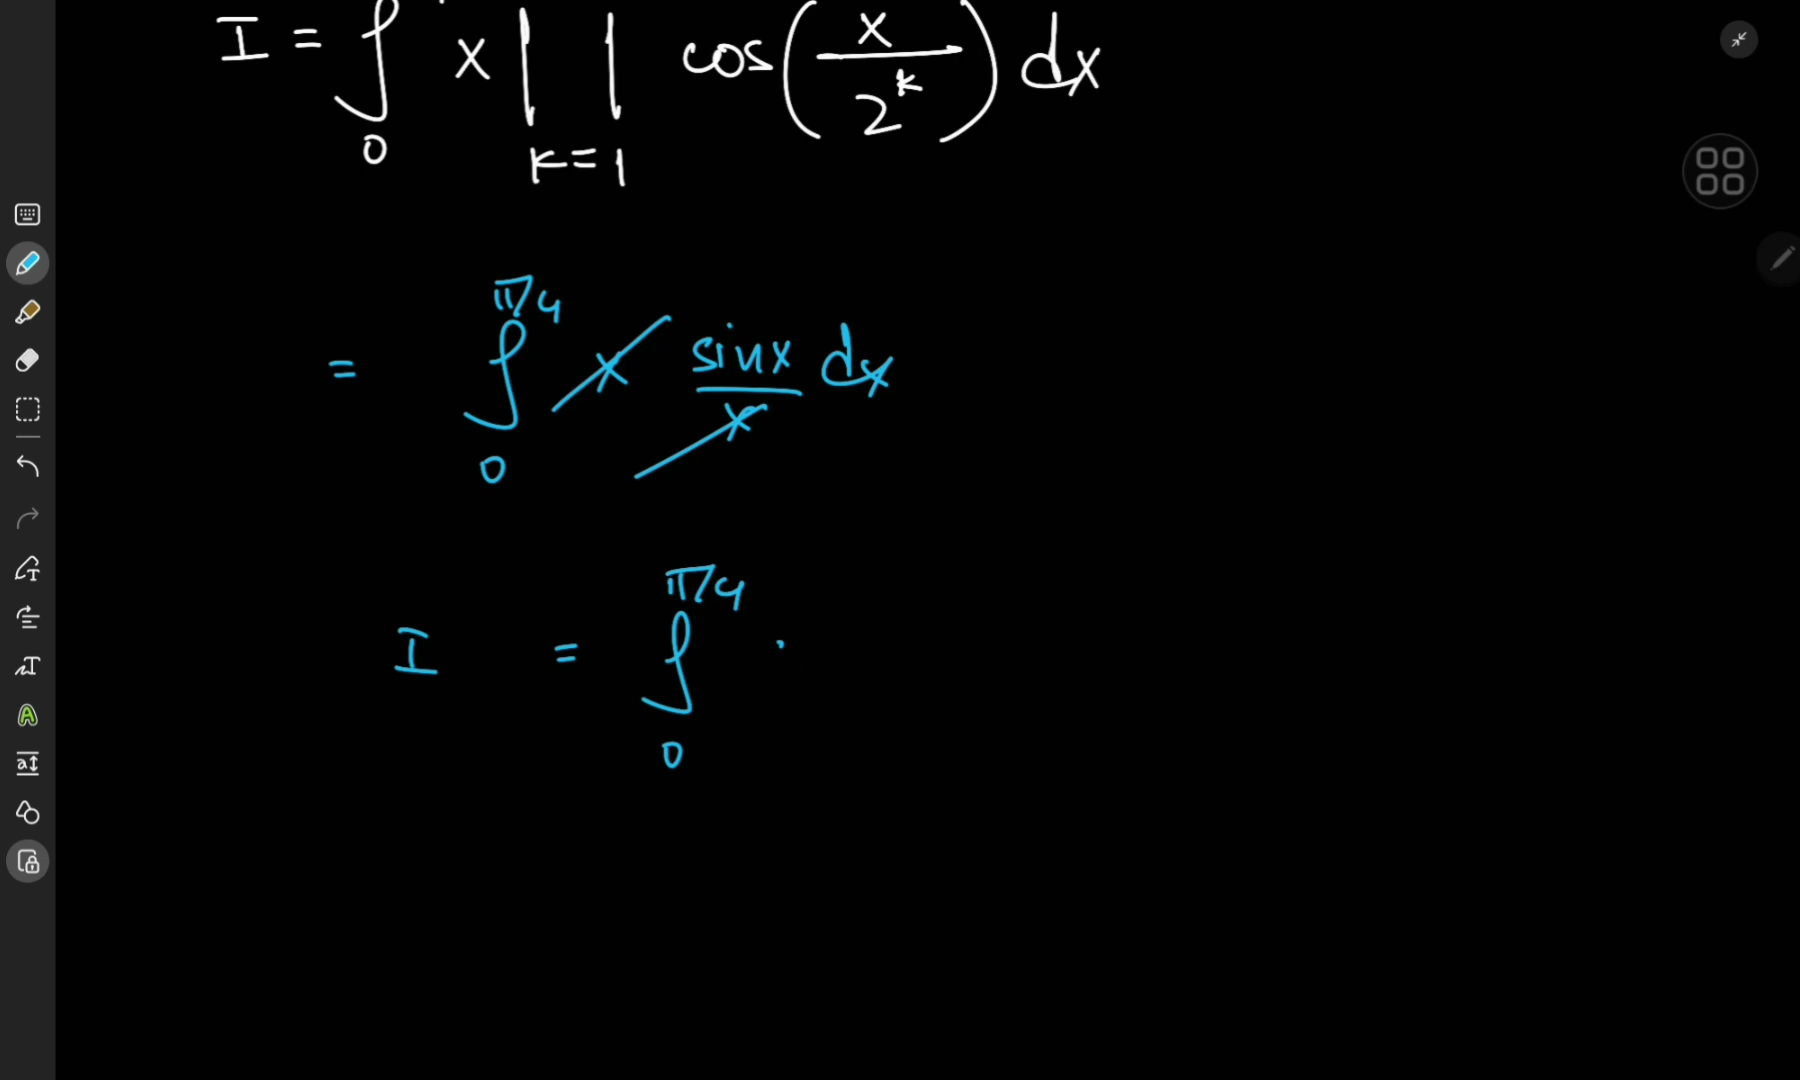 I = ∫₀ x ∏ₖ₌₁ cos(x/2ᵏ) dx
= ∫₀^(π/4) x sinx/x dx
I = ∫₀^(π/4)